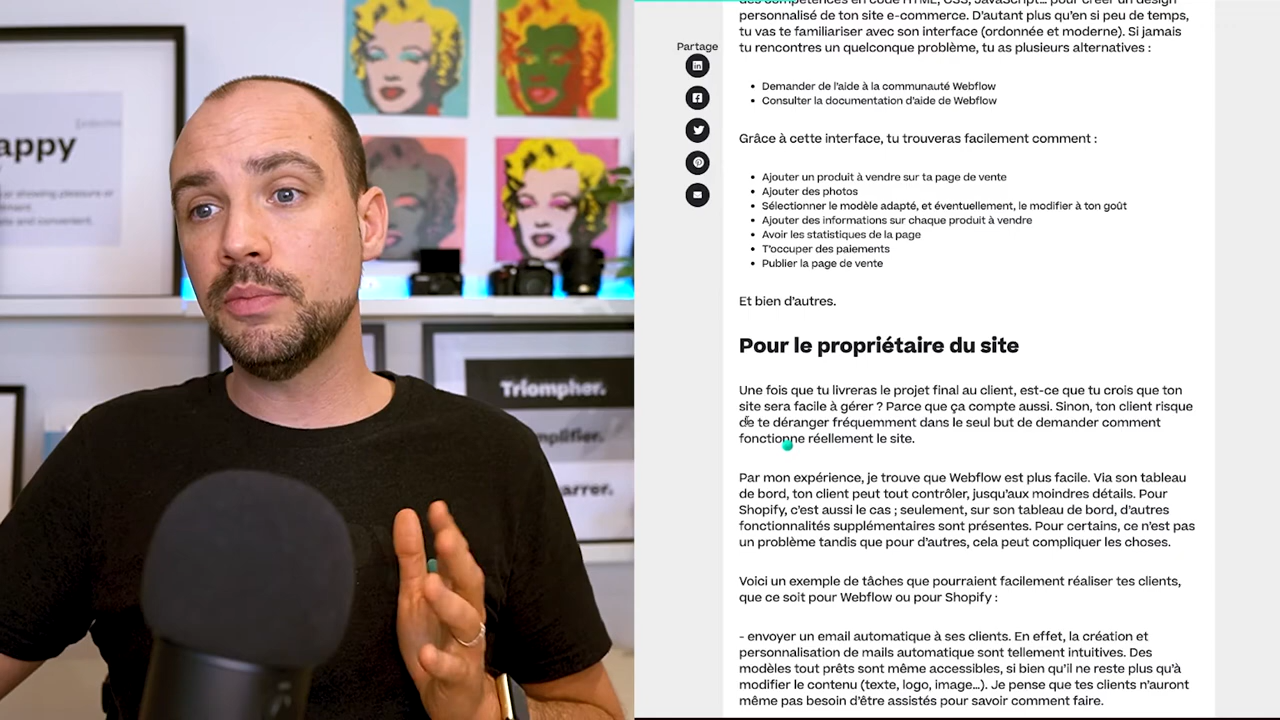 appy
or showing pleasure or
and convenient.
Triompher.
mplifier.
arrer.
Partage
personnalisé de ton site e-commerce. D'autant plus qu'en si peu de temps,
tu vas te familiariser avec son interface (ordonnée et moderne). Si jamais
tu rencontres un quelconque problème, tu as plusieurs alternatives :
• Demander de l'aide à la communauté Webflow
• Consulter la documentation d'aide de Webflow
Grâce à cette interface, tu trouveras facilement comment :
• Ajouter un produit à vendre sur ta page de vente
• Ajouter des photos
• Sélectionner le modèle adapté, et éventuellement, le modifier à ton goût
• Ajouter des informations sur chaque produit à vendre
• Avoir les statistiques de la page
• T'occuper des paiements
• Publier la page de vente
Et bien d'autres.
Pour le propriétaire du site
Une fois que tu livreras le projet final au client, est-ce que tu crois que ton
site sera facile à gérer ? Parce que ça compte aussi. Sinon, ton client risque
de te déranger fréquemment dans le seul but de demander comment
fonctionne réellement le site.
Par mon expérience, je trouve que Webflow est plus facile. Via son tableau
de bord, ton client peut tout contrôler, jusqu'aux moindres détails. Pour
Shopify, c'est aussi le cas ; seulement, sur son tableau de bord, d'autres
fonctionnalités supplémentaires sont présentes. Pour certains, ce n'est pas
un problème tandis que pour d'autres, cela peut compliquer les choses.
Voici un exemple de tâches que pourraient facilement réaliser tes clients,
que ce soit pour Webflow ou pour Shopify :
- envoyer un email automatique à ses clients. En effet, la création et
personnalisation de mails automatique sont tellement intuitives. Des
modèles tout prêts sont même accessibles, si bien qu'il ne reste plus qu'à
modifier le contenu (texte, logo, image...). Je pense que tes clients n'auront
même pas besoin d'être assistés pour savoir comment faire.